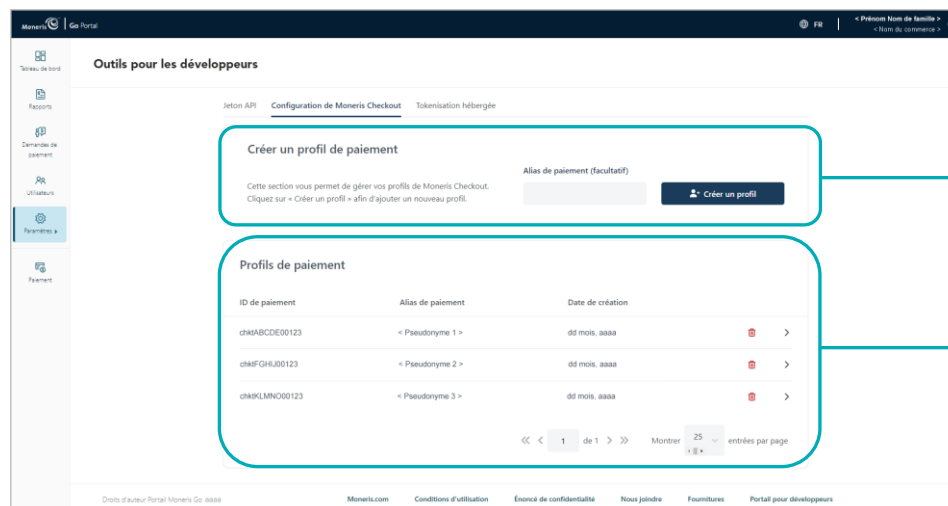 Moneris Go Portal
FR
< Prénom Nom de famille >
< Nom du commerce >
Tableau de bord
Rapports
Demandes de
paiement
Utilisateurs
Paramètres
Paiement
Outils pour les développeurs
Jeton API Configuration de Moneris Checkout Tokenisation hébergée
Créer un profil de paiement
Cette section vous permet de gérer vos profils de Moneris Checkout.
Cliquez sur « Créer un profil » afin d'ajouter un nouveau profil.
Alias de paiement (facultatif)
Créer un profil
Profils de paiement
ID de paiement Alias de paiement Date de création
chktABCDE00123 < Pseudonyme 1 > dd mois, aaaa
chktFGHIJ00123 < Pseudonyme 2 > dd mois, aaaa
chktKLMNO00123 < Pseudonyme 3 > dd mois, aaaa
1 de 1 Montrer 25 entrées par page
Droits d'auteur Portail Moneris Go aaaa
Moneris.com Conditions d'utilisation Énoncé de confidentialité Nous joindre Fournitures Portail pour développeurs